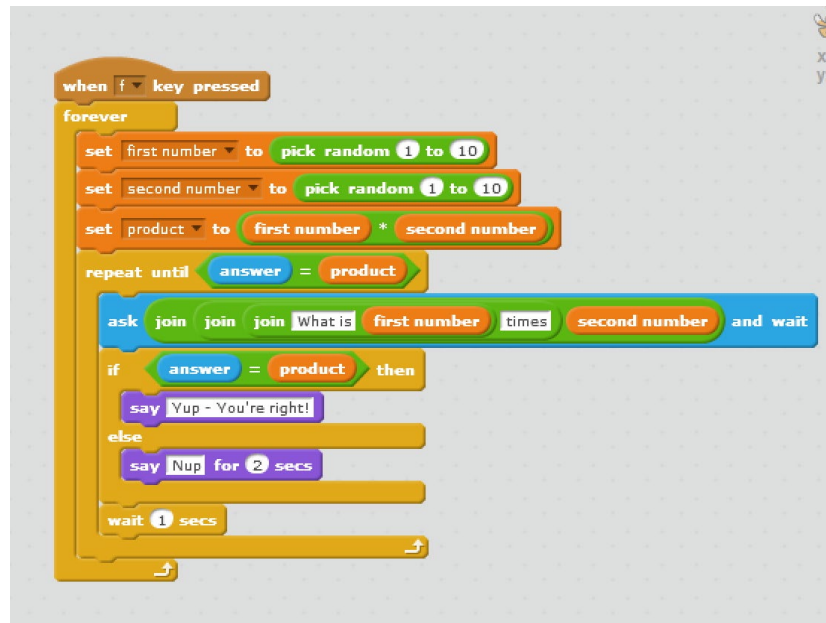 x
y
when f key pressed
forever
set first number to pick random 1 to 10
set second number to pick random 1 to 10
set product to first number * second number
repeat until answer = product
ask join join join What is first number times second number and wait
if answer = product then
say Yup - You're right!
else
say Nup for 2 secs
wait 1 secs